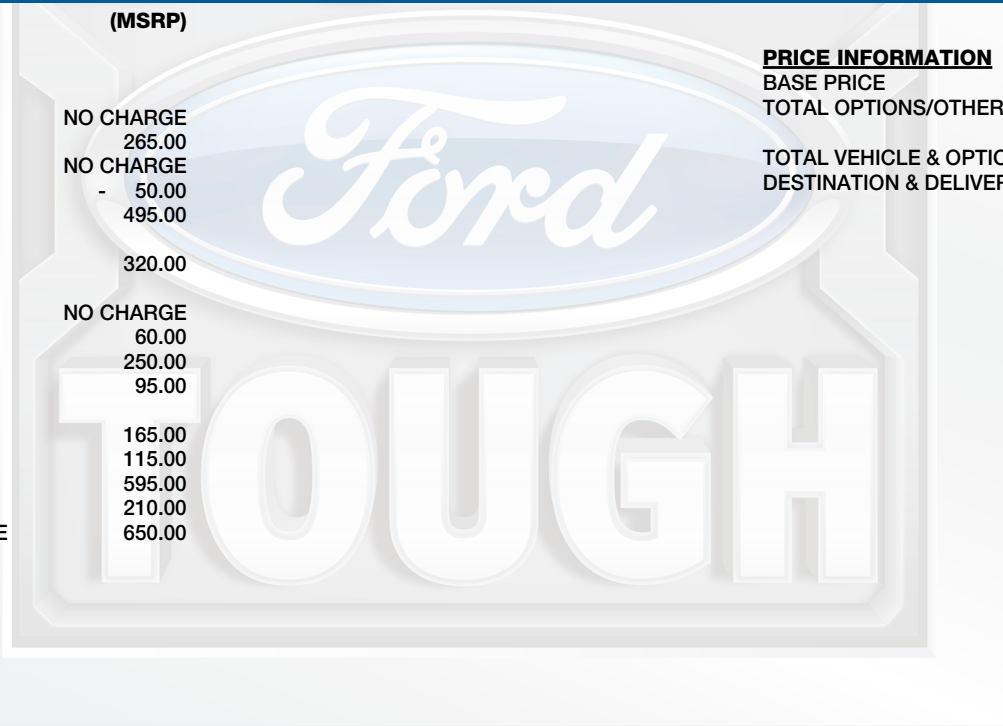 (MSRP)
NO CHARGE
265.00
NO CHARGE
- 50.00
495.00
320.00
NO CHARGE
60.00
250.00
95.00
165.00
115.00
595.00
210.00
E 650.00
Ford
TOUGH
PRICE INFORMATION
BASE PRICE
TOTAL OPTIONS/OTHER
TOTAL VEHICLE & OPTIO
DESTINATION & DELIVER